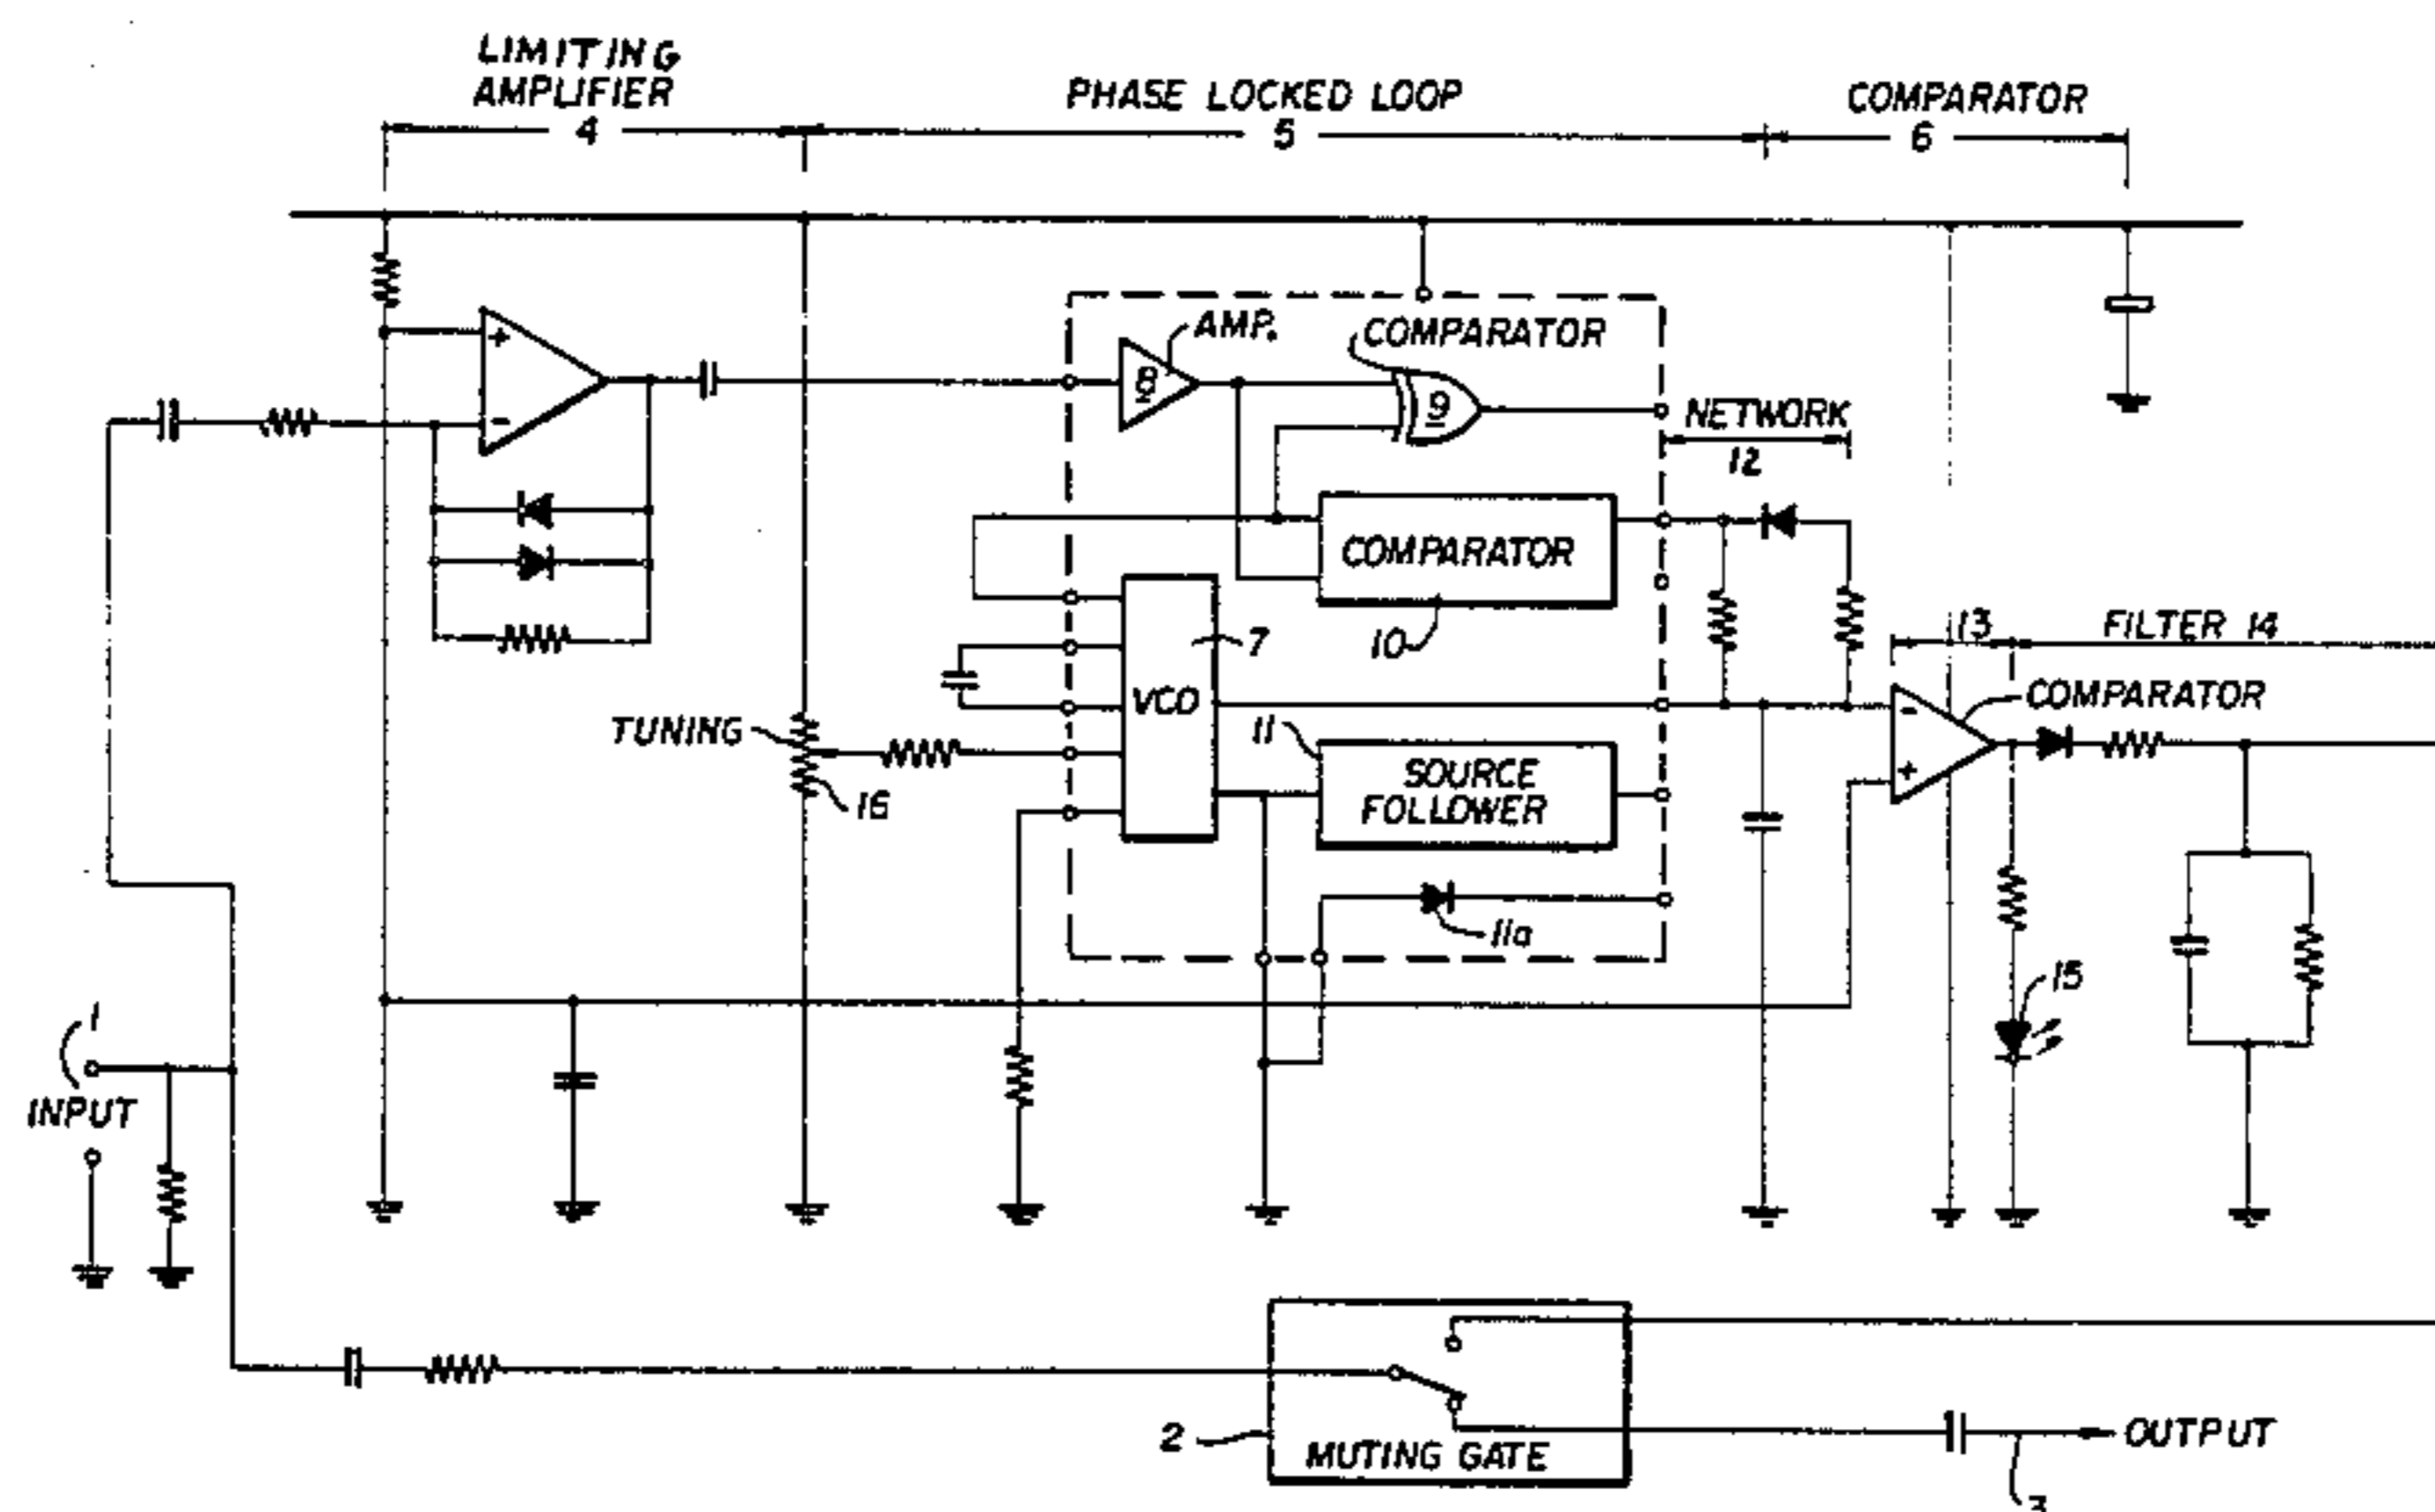 LIMITING
AMPLIFIER
4
PHASE LOCKED LOOP
5
COMPARATOR
6
+
-
AMP.
8
COMPARATOR
9
NETWORK
12
COMPARATOR
10
7
VCO
TUNING
16
11
SOURCE
FOLLOWER
11a
13
FILTER 14
COMPARATOR
-
+
15
1
INPUT
2
MUTING GATE
OUTPUT
3